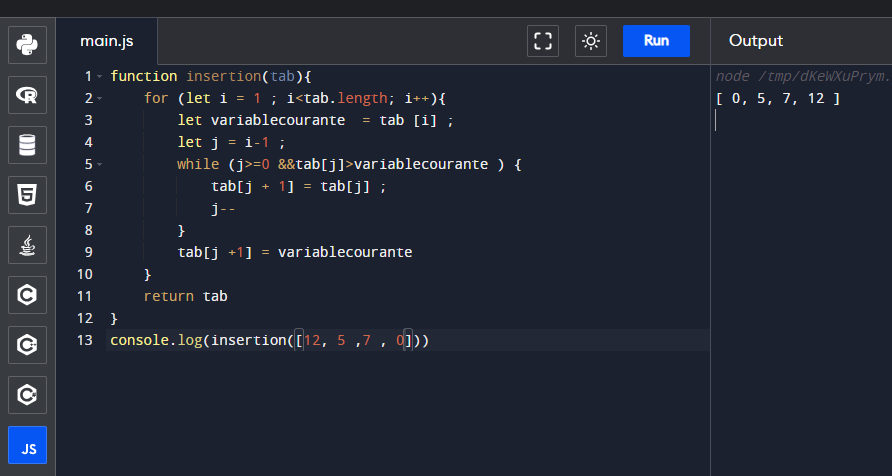 main.js
Run
Output
1 function insertion(tab){
2 for (let i = 1 ; i<tab.length; i++){
3 let variablecourante  = tab [i] ;
4 let j = i-1 ;
5 while (j>=0 &&tab[j]>variablecourante ) {
6 tab[j + 1] = tab[j] ;
7 j--
8 }
9 tab[j +1] = variablecourante
10 }
11 return tab
12 }
13 console.log(insertion([12, 5 ,7 , 0]))
node /tmp/dKeWXuPrym.
[ 0, 5, 7, 12 ]
R
5
C
C
C
JS